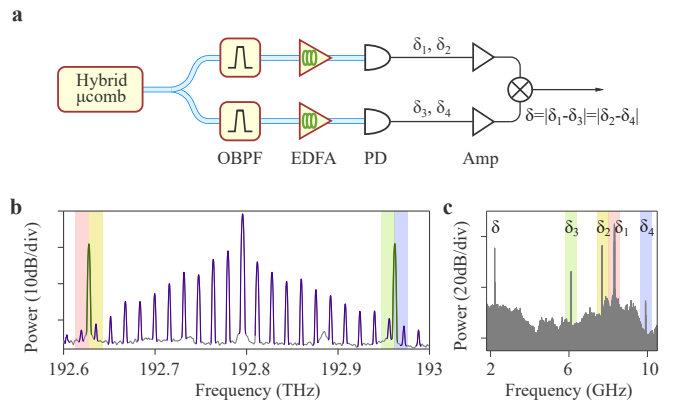 a
Hybrid
μcomb
OBPF
EDFA
PD
Amp
δ₁, δ₂
δ₃, δ₄
δ=|δ₁-δ₃|=|δ₂-δ₄|
b
Power (10dB/div)
192.6
192.7
192.8
192.9
193
Frequency (THz)
c
Power (20dB/div)
δ
δ₃
δ₂
δ₁
δ₄
2
6
10
Frequency (GHz)